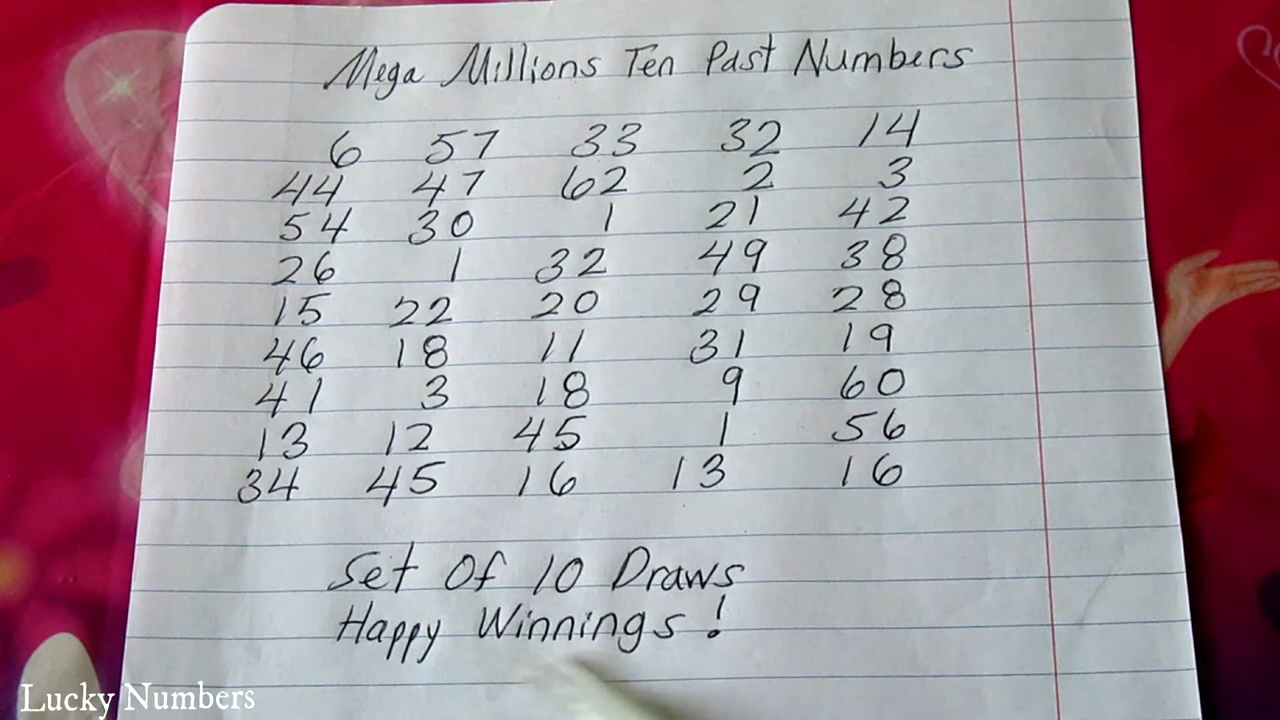 Mega Millions Ten Past Numbers
6 57 33 32 14
44 47 62 2 3
54 30 1 21 42
26 1 32 49 38
15 22 20 29 28
46 18 11 31 19
41 3 18 9 60
13 12 45 1 56
34 45 16 13 16
Set Of 10 Draws
Happy Winnings!
Lucky Numbers